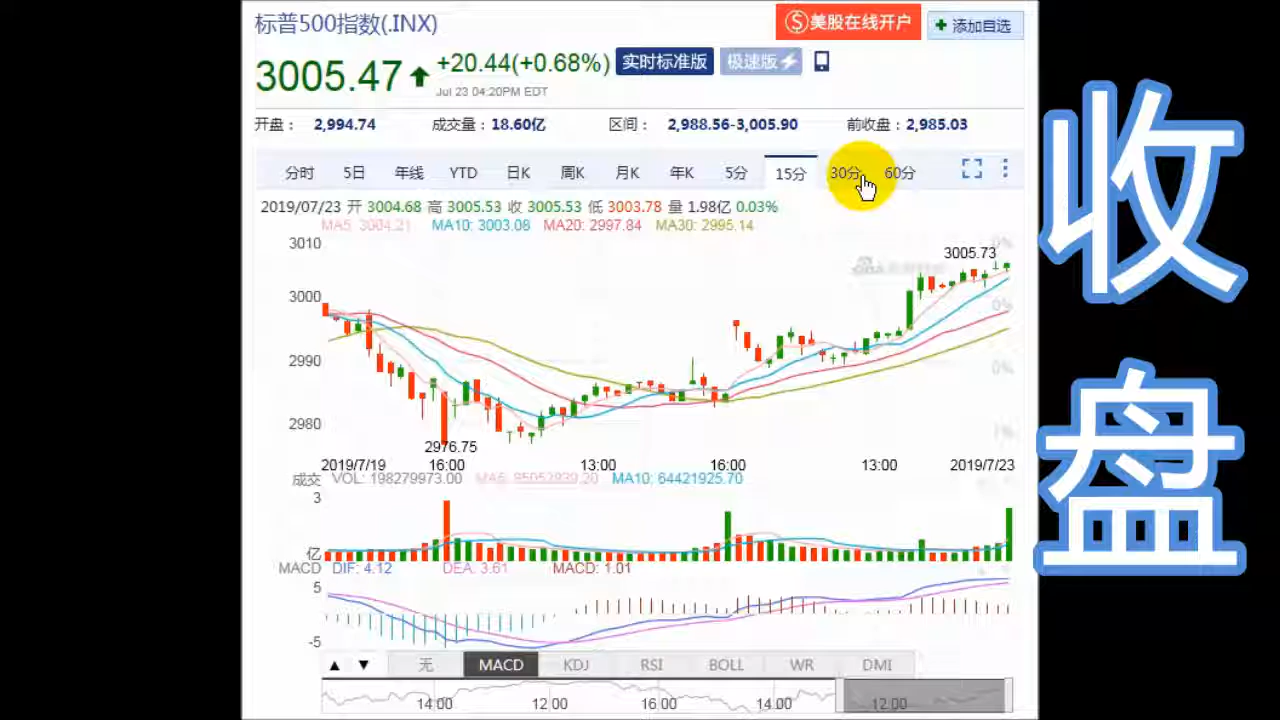 标普500指数(.INX)
美股在线开户
添加自选
3005.47
+20.44(+0.68%)
实时标准版
极速版
Jul 23 04:20PM EDT
开盘： 2,994.74 成交量：18.60亿 区间： 2,988.56-3,005.90 前收盘：2,985.03
分时 5日 年线 YTD 日K 周K 月K 年K 5分 15分 30分 60分
2019/07/23 开 3004.68 高 3005.53 收 3005.53 低 3003.78 量 1.98亿 0.03%
MA5: 3004.21 MA10: 3003.08 MA20: 2997.84 MA30: 2995.14
3010
3005.73
3000
2990
2980
2976.75
2019/7/19 16:00 13:00 16:00 13:00 2019/7/23
成交 VOL: 198279973.00 MA10: 64421925.70
3
亿
MACD DIF: 4.12 DEA: 3.61 MACD: 1.01
5
-5
▲ ▼ 无 MACD KDJ RSI BOLL WR DMI
14:00 12:00 16:00 14:00 12:00
收
盘